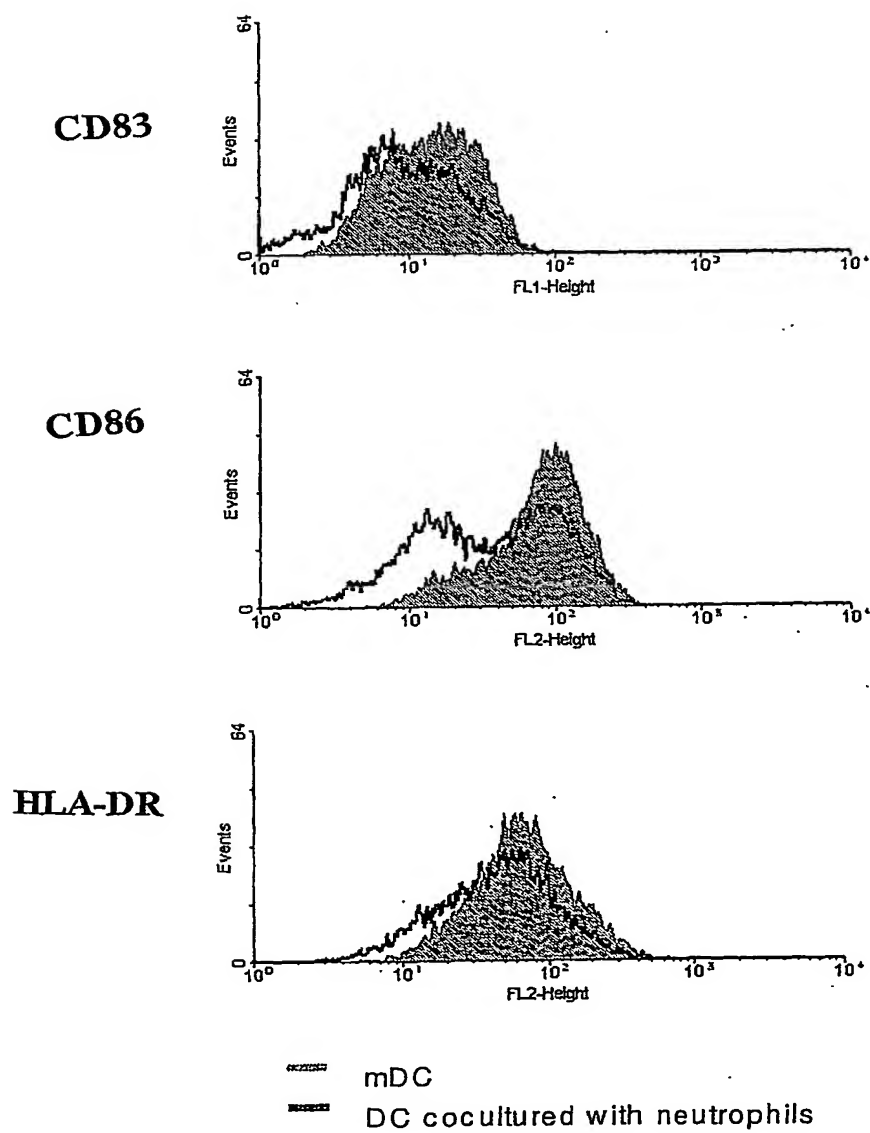 64
CD83
Events
0
10⁰ 10¹ 10² 10³ 10⁴
FL1-Height
64
CD86
Events
0
10⁰ 10¹ 10² 10³ 10⁴
FL2-Height
64
HLA-DR
Events
0
10⁰ 10¹ 10² 10³ 10⁴
FL2-Height
mDC
DC cocultured with neutrophils